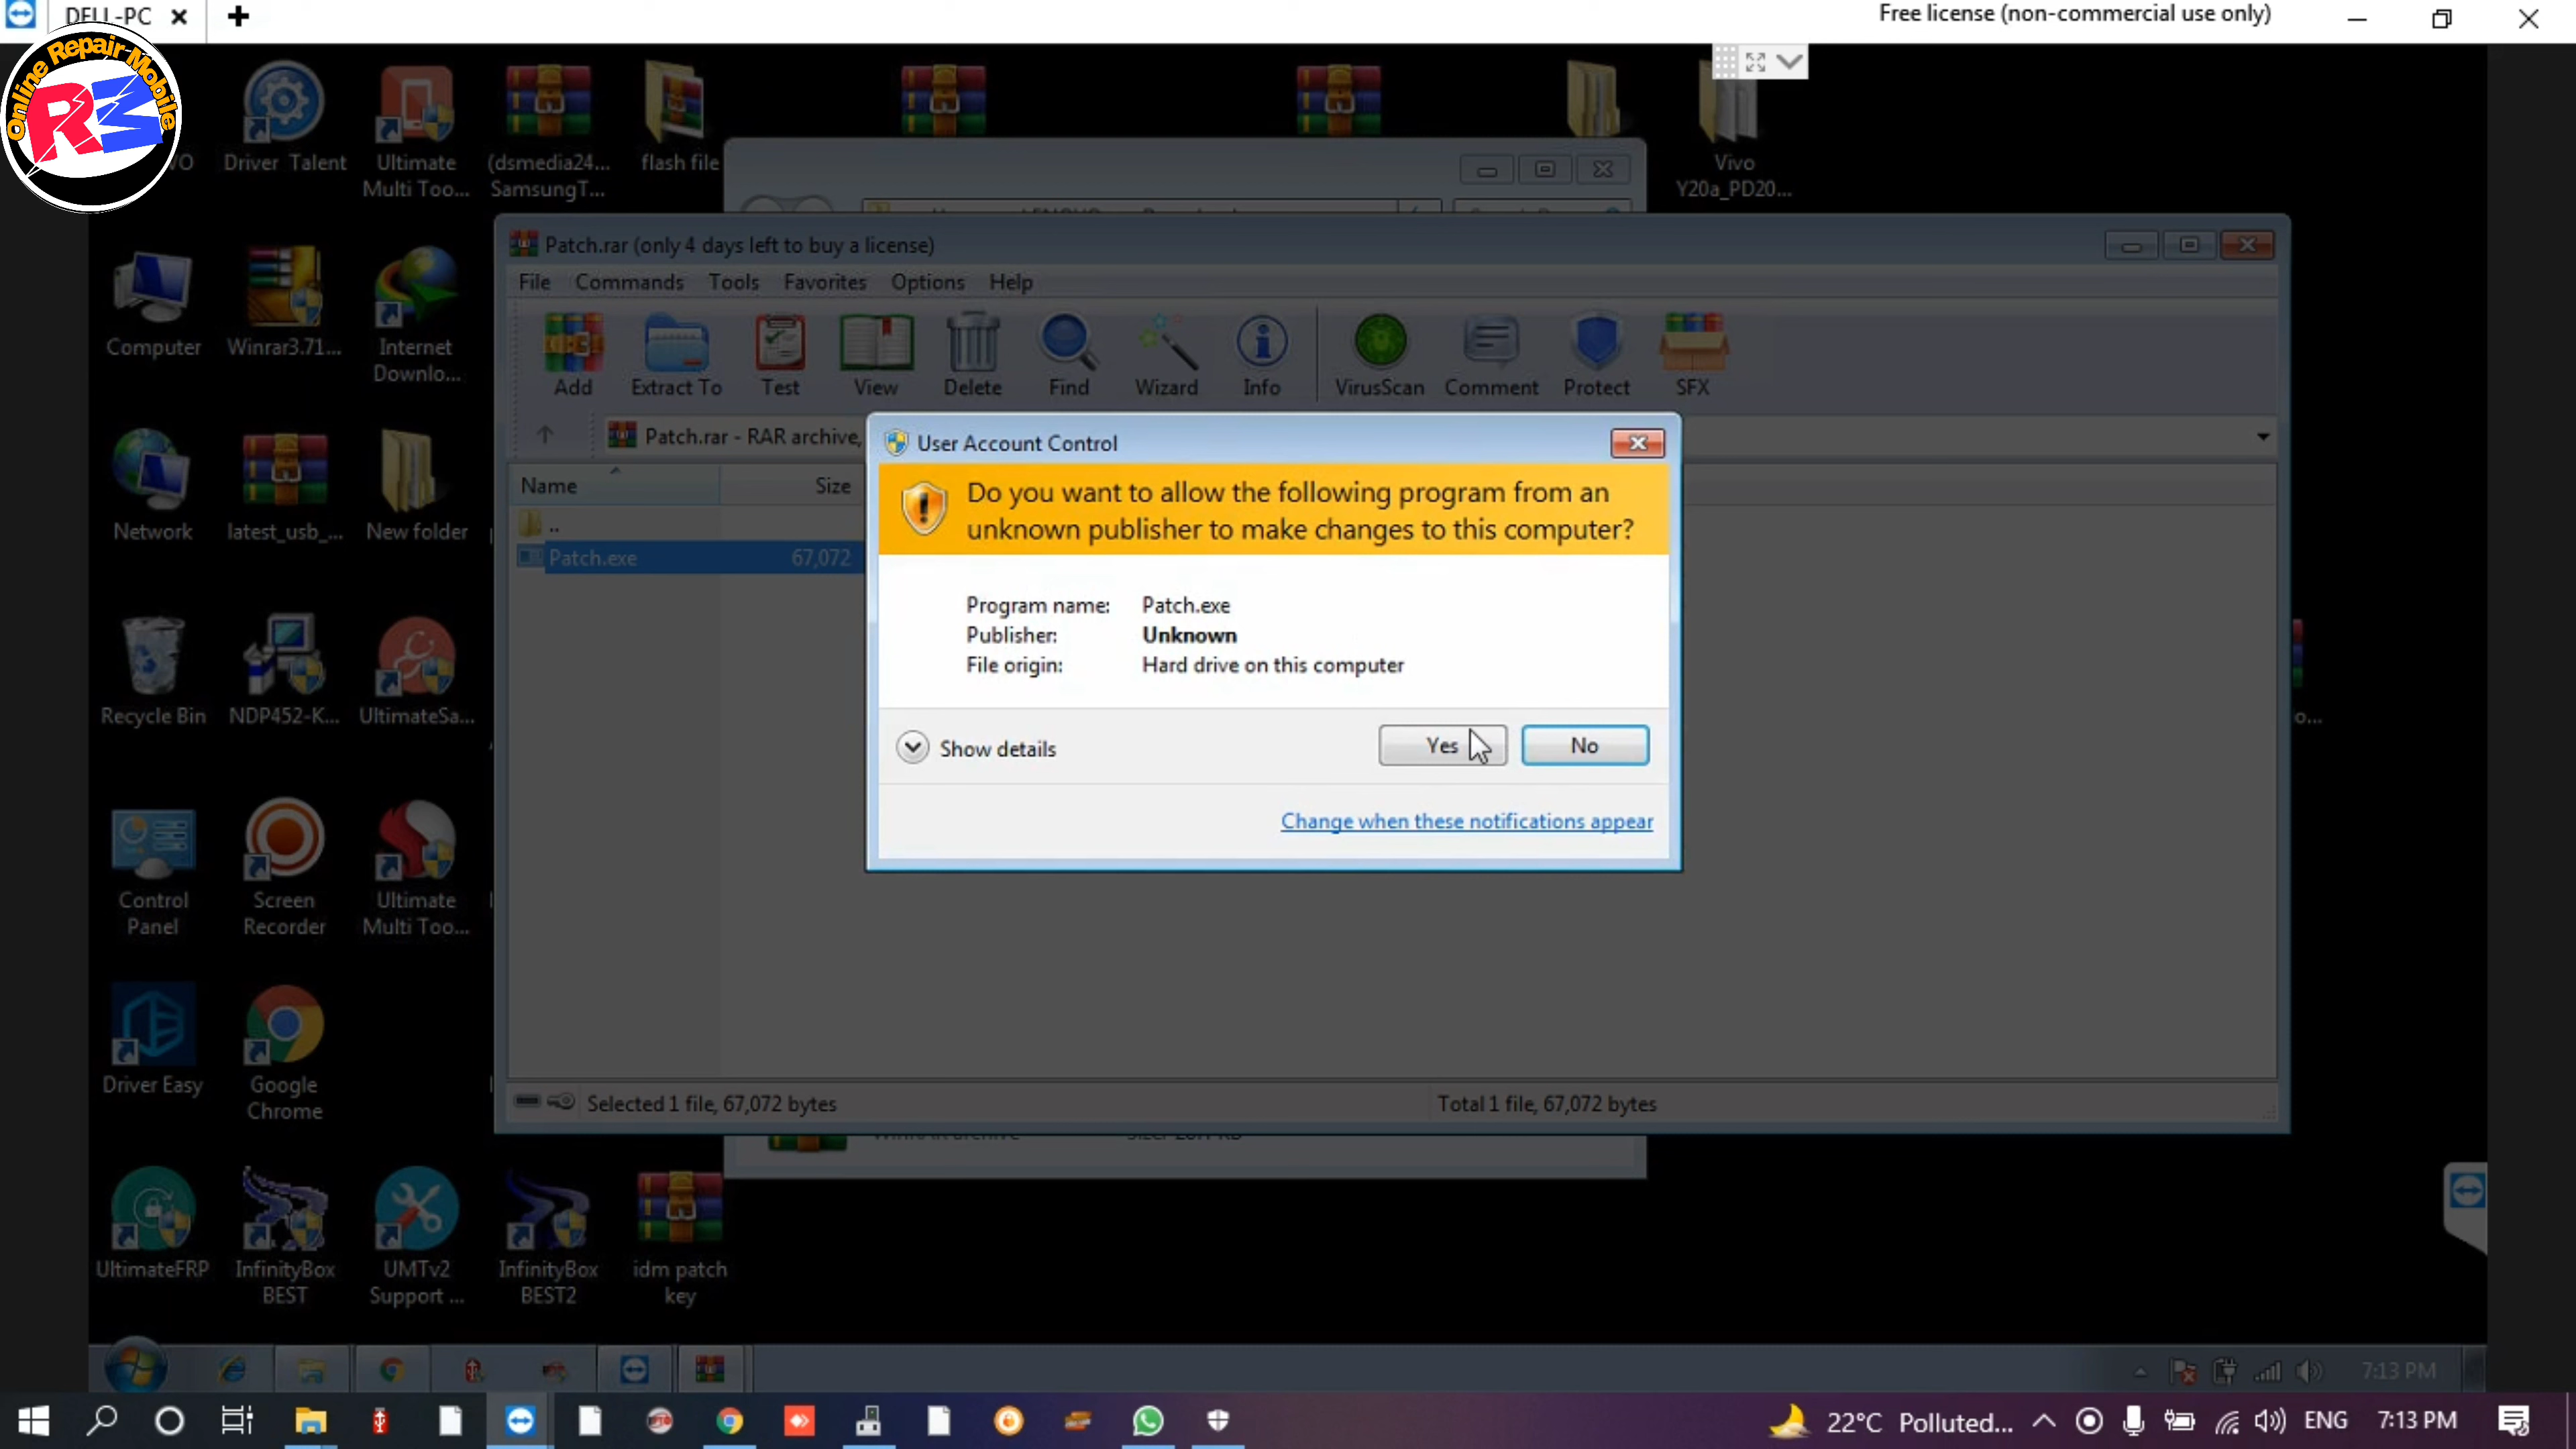 DELL-PC
Free license (non-commercial use only)
Online Repair Mobile
RM
Driver Talent
Ultimate
Multi Too...
(dsmedia24...
SamsungT...
flash file
Vivo
Y20a_PD20...
Patch.rar (only 4 days left to buy a license)
File Commands Tools Favorites Options Help
Add Extract To Test View Delete Find Wizard Info VirusScan Comment Protect SFX
Patch.rar - RAR archive,
Name Size
..
Patch.exe 67,072
User Account Control
Do you want to allow the following program from an
unknown publisher to make changes to this computer?
Program name: Patch.exe
Publisher: Unknown
File origin: Hard drive on this computer
Show details
Yes
No
Change when these notifications appear
Selected 1 file, 67,072 bytes
Total 1 file, 67,072 bytes
Computer
Winrar3.71...
Internet
Downlo...
Network
latest_usb_...
New folder
Recycle Bin
NDP452-K...
UltimateSa...
Control
Panel
Screen
Recorder
Ultimate
Multi Too...
Driver Easy
Google
Chrome
UltimateFRP
InfinityBox
BEST
UMTv2
Support ...
InfinityBox
BEST2
idm patch
key
7:13 PM
22°C Polluted...
ENG
7:13 PM